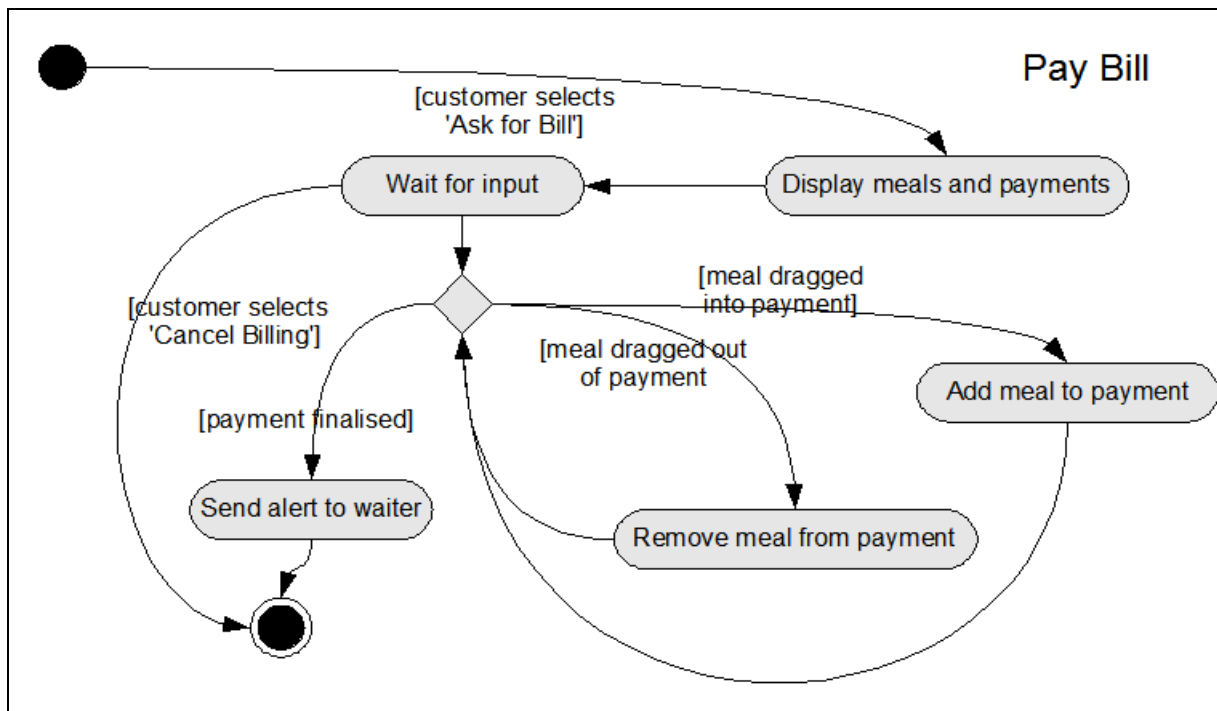 Pay Bill
[customer selects
'Ask for Bill']
Wait for input
Display meals and payments
[meal dragged
into payment]
[customer selects
'Cancel Billing']
[meal dragged out
of payment
Add meal to payment
[payment finalised]
Send alert to waiter
Remove meal from payment